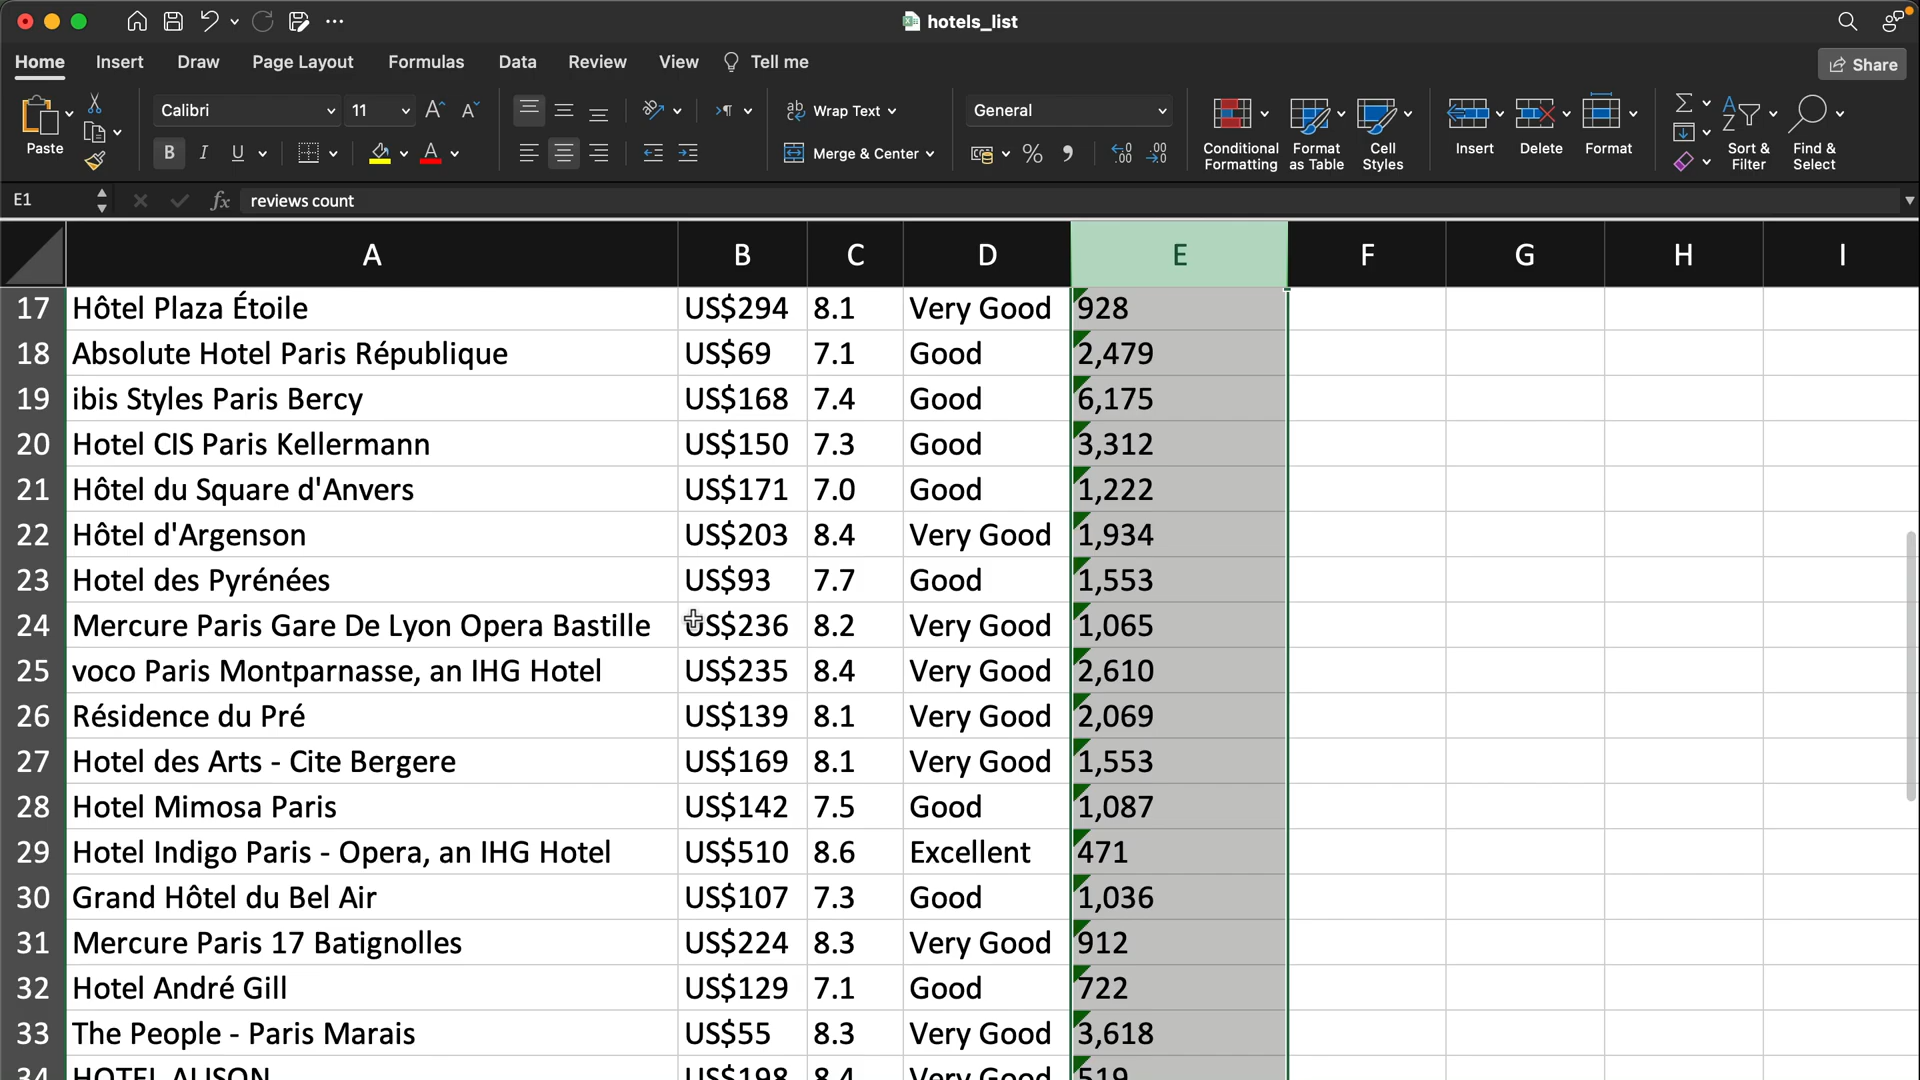 hotels_list
Home Insert Draw Page Layout Formulas Data Review View Tell me Share
Paste Calibri 11 B I U A Wrap Text Merge & Center General Conditional Formatting Format as Table Cell Styles Insert Delete Format Sort & Filter Find & Select
E1 fx reviews count
A B C D E F G H I
17 Hôtel Plaza Étoile US$294 8.1 Very Good 928
18 Absolute Hotel Paris République US$69 7.1 Good 2,479
19 ibis Styles Paris Bercy US$168 7.4 Good 6,175
20 Hotel CIS Paris Kellermann US$150 7.3 Good 3,312
21 Hôtel du Square d'Anvers US$171 7.0 Good 1,222
22 Hôtel d'Argenson US$203 8.4 Very Good 1,934
23 Hotel des Pyrénées US$93 7.7 Good 1,553
24 Mercure Paris Gare De Lyon Opera Bastille US$236 8.2 Very Good 1,065
25 voco Paris Montparnasse, an IHG Hotel US$235 8.4 Very Good 2,610
26 Résidence du Pré US$139 8.1 Very Good 2,069
27 Hotel des Arts - Cite Bergere US$169 8.1 Very Good 1,553
28 Hotel Mimosa Paris US$142 7.5 Good 1,087
29 Hotel Indigo Paris - Opera, an IHG Hotel US$510 8.6 Excellent 471
30 Grand Hôtel du Bel Air US$107 7.3 Good 1,036
31 Mercure Paris 17 Batignolles US$224 8.3 Very Good 912
32 Hotel André Gill US$129 7.1 Good 722
33 The People - Paris Marais US$55 8.3 Very Good 3,618
34 HOTEL ALISON US$198 8.4 Very Good 519